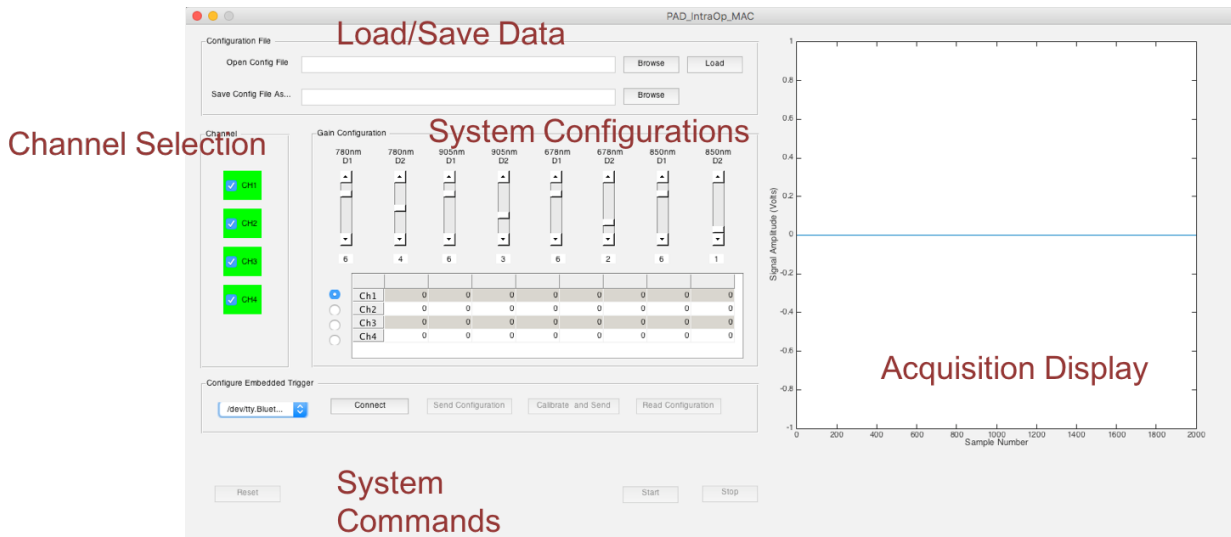 PAD_IntraOp_MAC
Load/Save Data
Configuration File
Open Config File
Browse
Load
Save Config File As...
Browse
Channel Selection
Channel
CH1
CH2
CH3
CH4
System Configurations
Gain Configuration
780nm 780nm 905nm 905nm 678nm 678nm 850nm 850nm
D1 D2 D1 D2 D1 D2 D1 D2
6 4 6 3 6 2 6 1
Ch1 0 0 0 0 0 0 0 0
Ch2 0 0 0 0 0 0 0 0
Ch3 0 0 0 0 0 0 0 0
Ch4 0 0 0 0 0 0 0 0
Configure Embedded Trigger
/dev/tty.Bluet...
Connect
Send Configuration
Calibrate and Send
Read Configuration
Reset
System
Commands
Start
Stop
1
0.8
0.6
0.4
0.2
0
-0.2
-0.4
-0.6
-0.8
-1
Signal Amplitude (Volts)
Acquisition Display
0 200 400 600 800 1000 1200 1400 1600 1800 2000
Sample Number